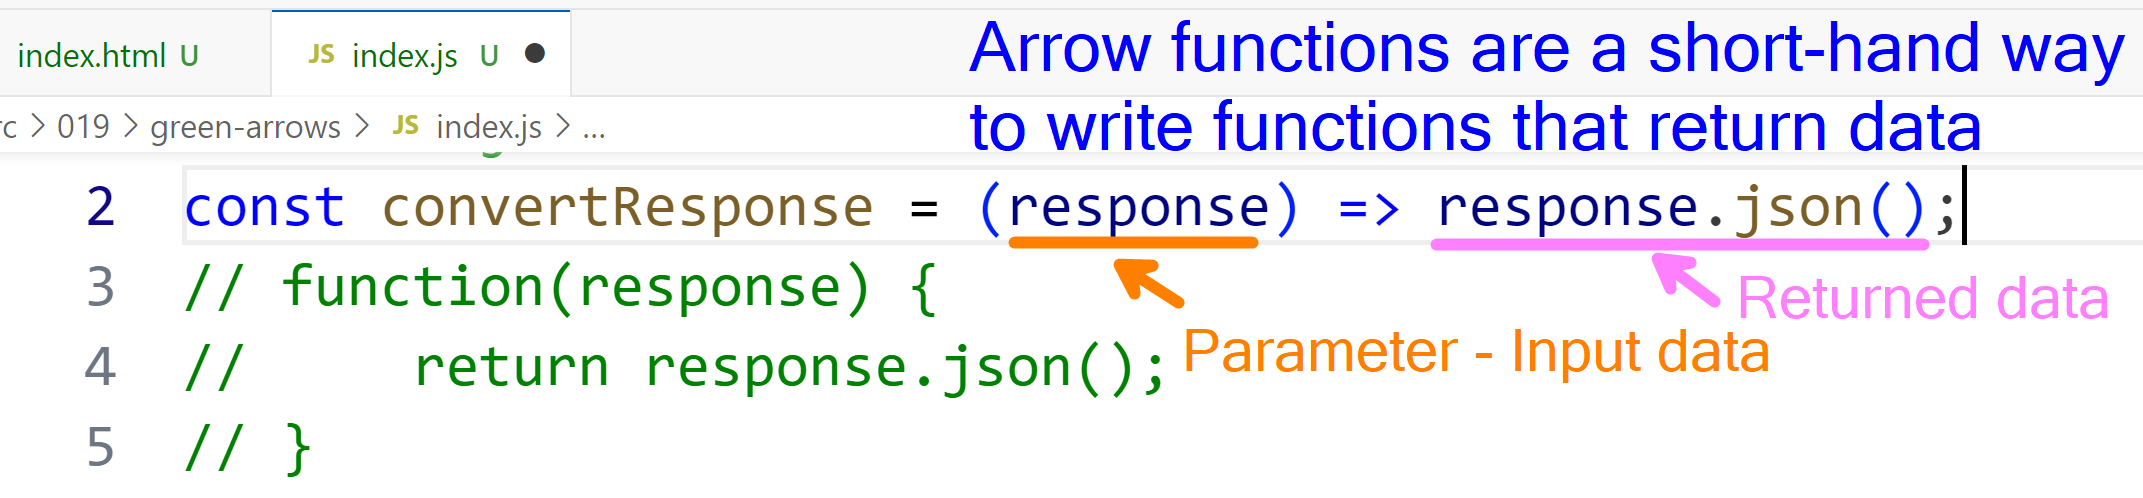 index.html U
JS index.js U
Arrow functions are a short-hand way
to write functions that return data
rc > 019 > green-arrows > JS index.js > ...
2 const convertResponse = (response) => response.json();
3 // function(response) {
Returned data
Parameter - Input data
4 //     return response.json();
5 // }